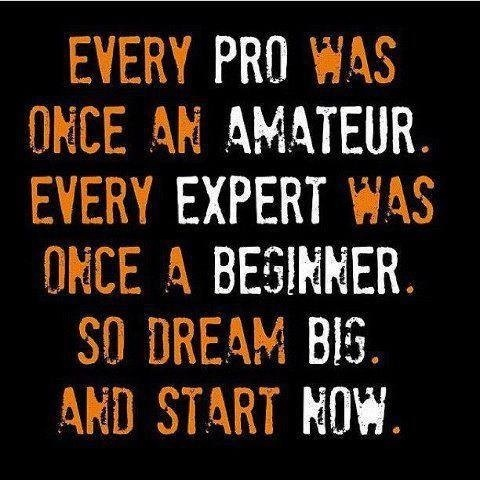 EVERY PRO WAS
ONCE AN AMATEUR.
EVERY EXPERT WAS
ONCE A BEGINNER.
SO DREAM BIG.
AND START NOW.